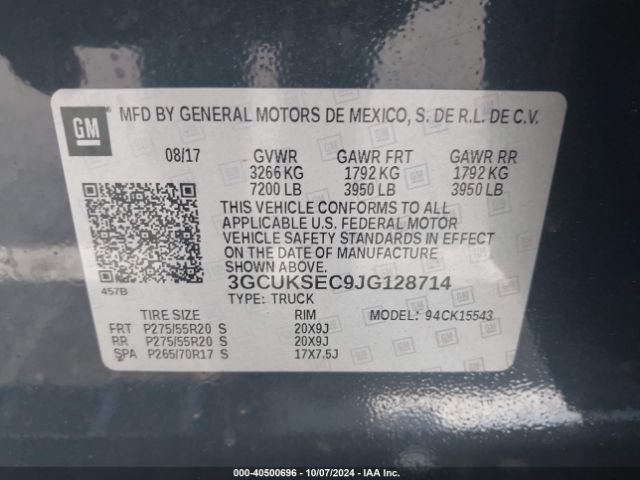 GM
MFD BY GENERAL MOTORS DE MEXICO, S. DE R.L. DE C.V.
08/17 GVWR GAWR FRT GAWR RR
3266 KG 1792 KG 1792 KG
7200 LB 3950 LB 3950 LB
THIS VEHICLE CONFORMS TO ALL
APPLICABLE U.S. FEDERAL MOTOR
VEHICLE SAFETY STANDARDS IN EFFECT
ON THE DATE OF MANUFACTURE
SHOWN ABOVE.
457B 3GCUKSEC9JG128714
TYPE: TRUCK
TIRE SIZE RIM MODEL: 94CK15543
FRT P275/55R20 S 20X9J
RR P275/55R20 S 20X9J
SPA P265/70R17 S 17X7.5J
000-40500696 - 10/07/2024 - IAA Holdings, LLC.